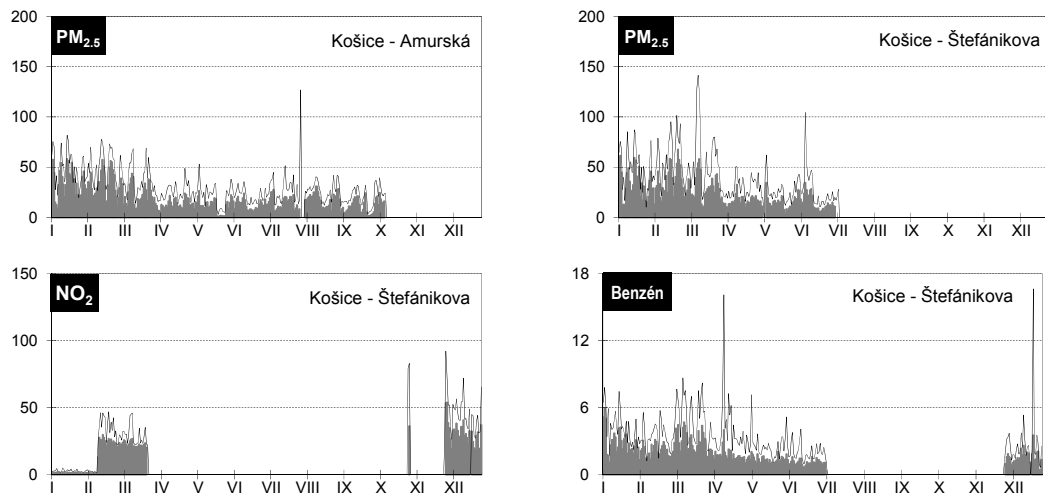 PM2.5
Košice - Amurská
200
150
100
50
0
I II III IV V VI VII VIII IX X XI XII
PM2.5
Košice - Štefánikova
200
150
100
50
0
I II III IV V VI VII VIII IX X XI XII
NO2
Košice - Štefánikova
150
100
50
0
I II III IV V VI VII VIII IX X XI XII
Benzén
Košice - Štefánikova
18
12
6
0
I II III IV V VI VII VIII IX X XI XII